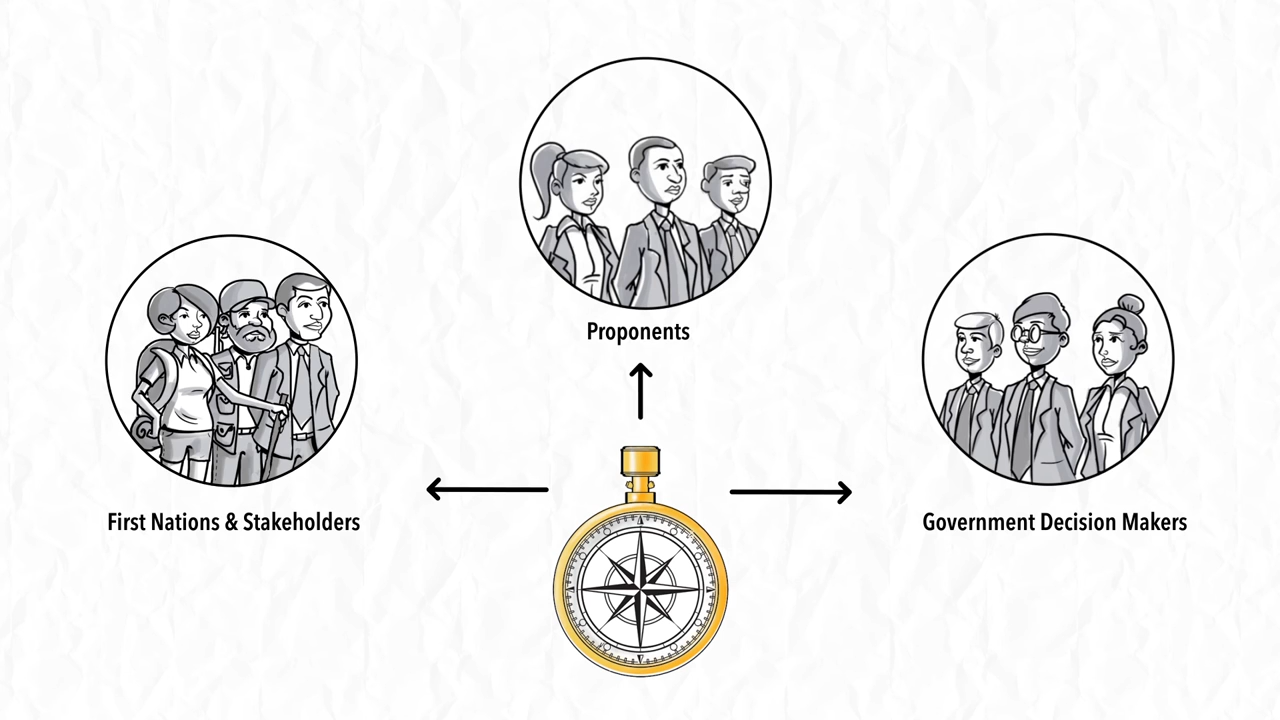 Proponents
First Nations & Stakeholders
Government Decision Makers